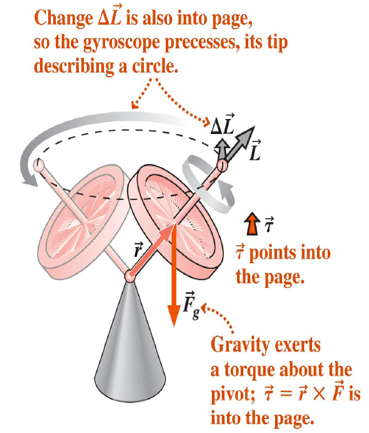 Change ΔL⃗ is also into page,
so the gyroscope precesses, its tip
describing a circle.
ΔL⃗
L⃗
τ⃗
r⃗
τ⃗ points into
the page.
F⃗g
Gravity exerts
a torque about the
pivot; τ⃗ = r⃗ × F⃗ is
into the page.